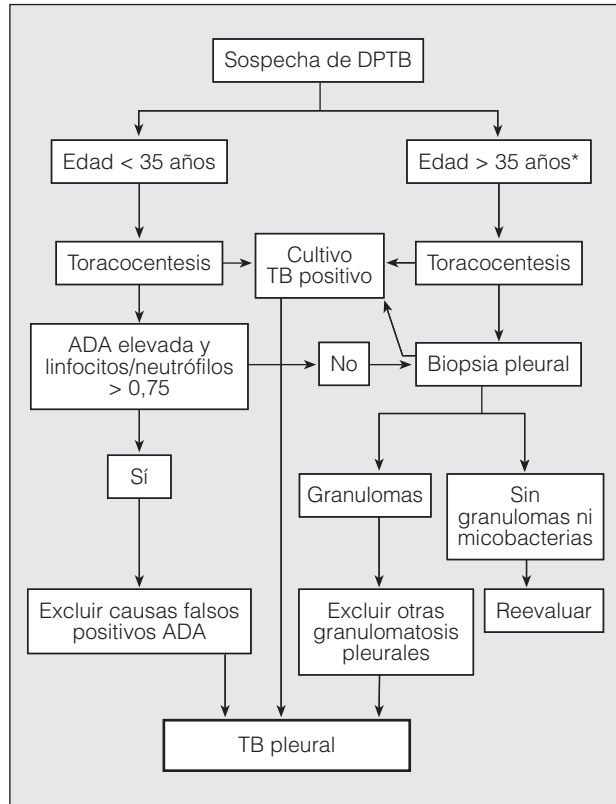 Sospecha de DPTB
Edad < 35 años
Edad > 35 años*
Toracocentesis
Cultivo
TB positivo
Toracocentesis
ADA elevada y
linfocitos/neutrófilos
> 0,75
No
Biopsia pleural
Sí
Granulomas
Sin
granulomas ni
micobacterias
Excluir causas falsos
positivos ADA
Excluir otras
granulomatosis
pleurales
Reevaluar
TB pleural